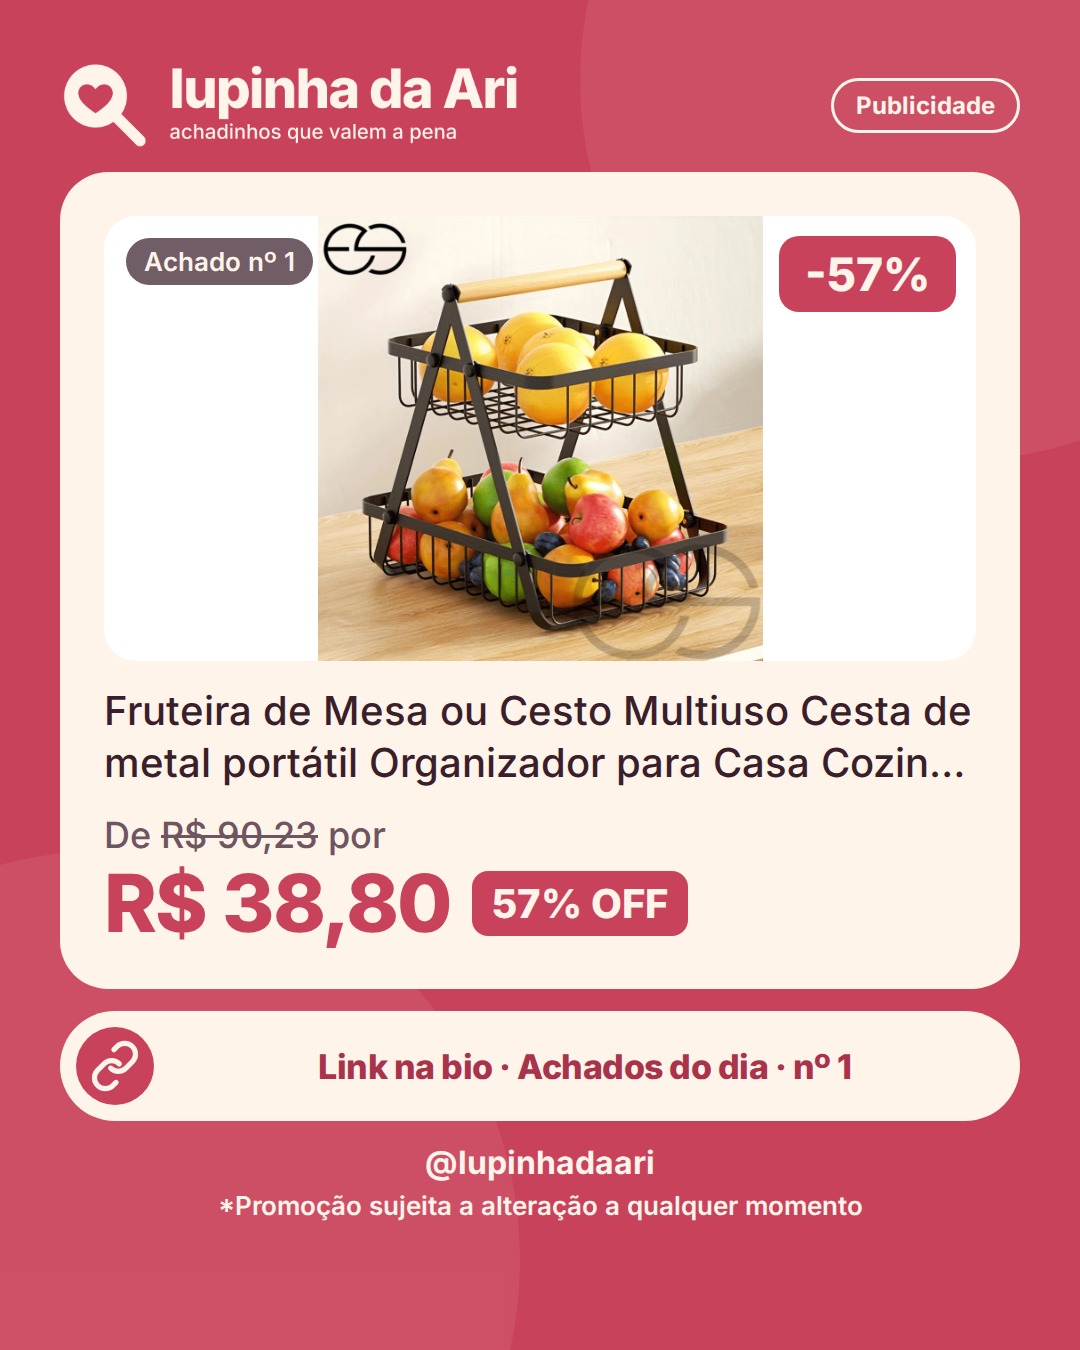 lupinha da Ari
achadinhos que valem a pena
Publicidade
Achado nº 1
-57%
Fruteira de Mesa ou Cesto Multiuso Cesta de
metal portátil Organizador para Casa Cozin...
De R$ 90,23 por
R$ 38,80
57% OFF
Link na bio · Achados do dia · nº 1
@lupinhadaari
*Promoção sujeita a alteração a qualquer momento